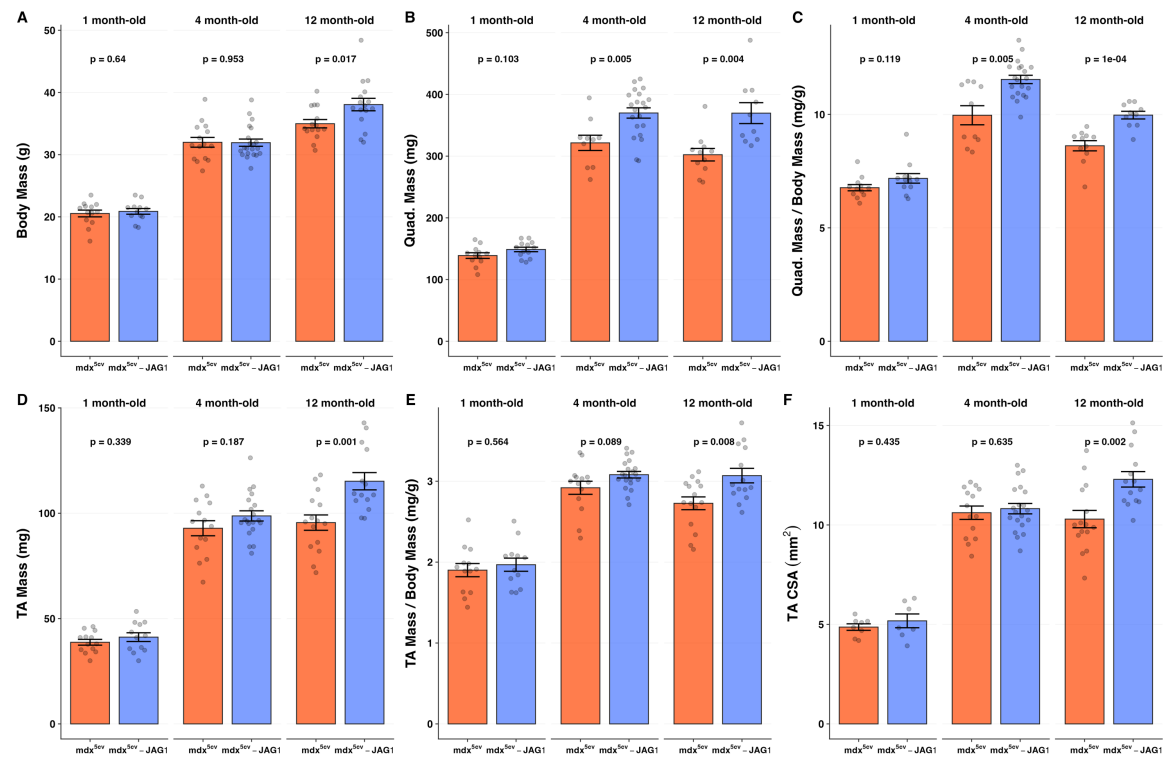 A
1 month-old 4 month-old 12 month-old
p = 0.64 p = 0.953 p = 0.017
Body Mass (g)
50
40
30
20
10
0
mdx⁵ᶜᵛ mdx⁵ᶜᵛ – JAG1 mdx⁵ᶜᵛ mdx⁵ᶜᵛ – JAG1 mdx⁵ᶜᵛ mdx⁵ᶜᵛ – JAG1
B
1 month-old 4 month-old 12 month-old
p = 0.103 p = 0.005 p = 0.004
Quad. Mass (mg)
500
400
300
200
100
0
mdx⁵ᶜᵛ mdx⁵ᶜᵛ – JAG1 mdx⁵ᶜᵛ mdx⁵ᶜᵛ – JAG1 mdx⁵ᶜᵛ mdx⁵ᶜᵛ – JAG1
C
1 month-old 4 month-old 12 month-old
p = 0.119 p = 0.005 p = 1e-04
Quad. Mass / Body Mass (mg/g)
10
5
0
mdx⁵ᶜᵛ mdx⁵ᶜᵛ – JAG1 mdx⁵ᶜᵛ mdx⁵ᶜᵛ – JAG1 mdx⁵ᶜᵛ mdx⁵ᶜᵛ – JAG1
D
1 month-old 4 month-old 12 month-old
p = 0.339 p = 0.187 p = 0.001
TA Mass (mg)
150
100
50
0
mdx⁵ᶜᵛ mdx⁵ᶜᵛ – JAG1 mdx⁵ᶜᵛ mdx⁵ᶜᵛ – JAG1 mdx⁵ᶜᵛ mdx⁵ᶜᵛ – JAG1
E
1 month-old 4 month-old 12 month-old
p = 0.564 p = 0.089 p = 0.008
TA Mass / Body Mass (mg/g)
3
2
1
0
mdx⁵ᶜᵛ mdx⁵ᶜᵛ – JAG1 mdx⁵ᶜᵛ mdx⁵ᶜᵛ – JAG1 mdx⁵ᶜᵛ mdx⁵ᶜᵛ – JAG1
F
1 month-old 4 month-old 12 month-old
p = 0.435 p = 0.635 p = 0.002
TA CSA (mm²)
15
10
5
0
mdx⁵ᶜᵛ mdx⁵ᶜᵛ – JAG1 mdx⁵ᶜᵛ mdx⁵ᶜᵛ – JAG1 mdx⁵ᶜᵛ mdx⁵ᶜᵛ – JAG1